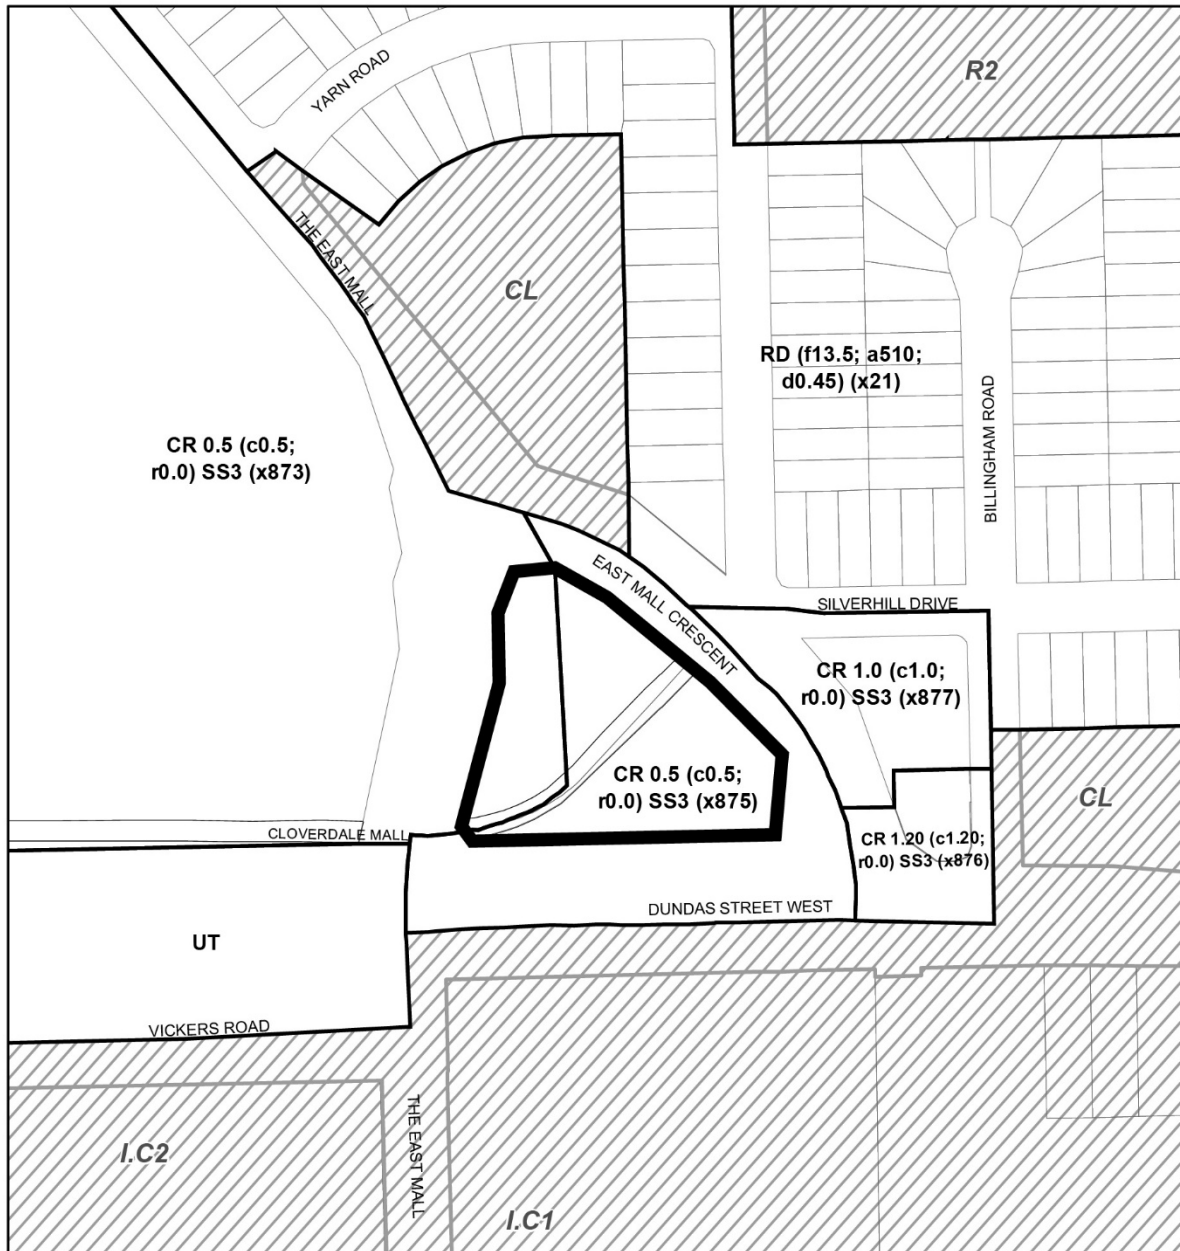 R2
YARN ROAD
THE EAST MALL
CL
RD (f13.5; a510;
d0.45) (x21)
BILLINGHAM ROAD
CR 0.5 (c0.5;
r0.0) SS3 (x873)
EAST MALL CRESCENT
SILVERHILL DRIVE
CR 1.0 (c1.0;
r0.0) SS3 (x877)
CR 0.5 (c0.5;
r0.0) SS3 (x875)
CL
CLOVERDALE MALL
CR 1.20 (c1.20;
r0.0) SS3 (x876)
DUNDAS STREET WEST
UT
VICKERS ROAD
THE EAST MALL
I.C2
I.C1